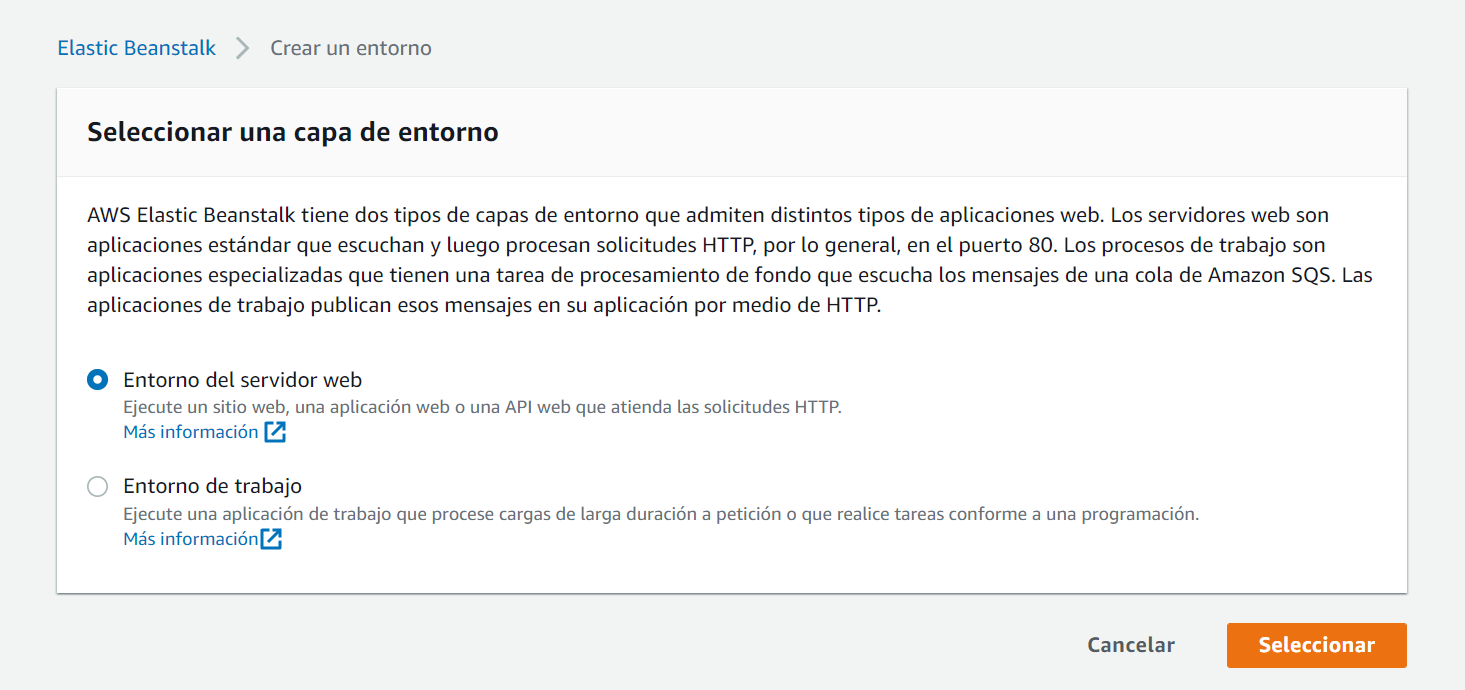 Elastic Beanstalk > Crear un entorno
Seleccionar una capa de entorno
AWS Elastic Beanstalk tiene dos tipos de capas de entorno que admiten distintos tipos de aplicaciones web. Los servidores web son
aplicaciones estándar que escuchan y luego procesan solicitudes HTTP, por lo general, en el puerto 80. Los procesos de trabajo son
aplicaciones especializadas que tienen una tarea de procesamiento de fondo que escucha los mensajes de una cola de Amazon SQS. Las
aplicaciones de trabajo publican esos mensajes en su aplicación por medio de HTTP.
Entorno del servidor web
Ejecute un sitio web, una aplicación web o una API web que atienda las solicitudes HTTP.
Más información
Entorno de trabajo
Ejecute una aplicación de trabajo que procese cargas de larga duración a petición o que realice tareas conforme a una programación.
Más información
Cancelar Seleccionar